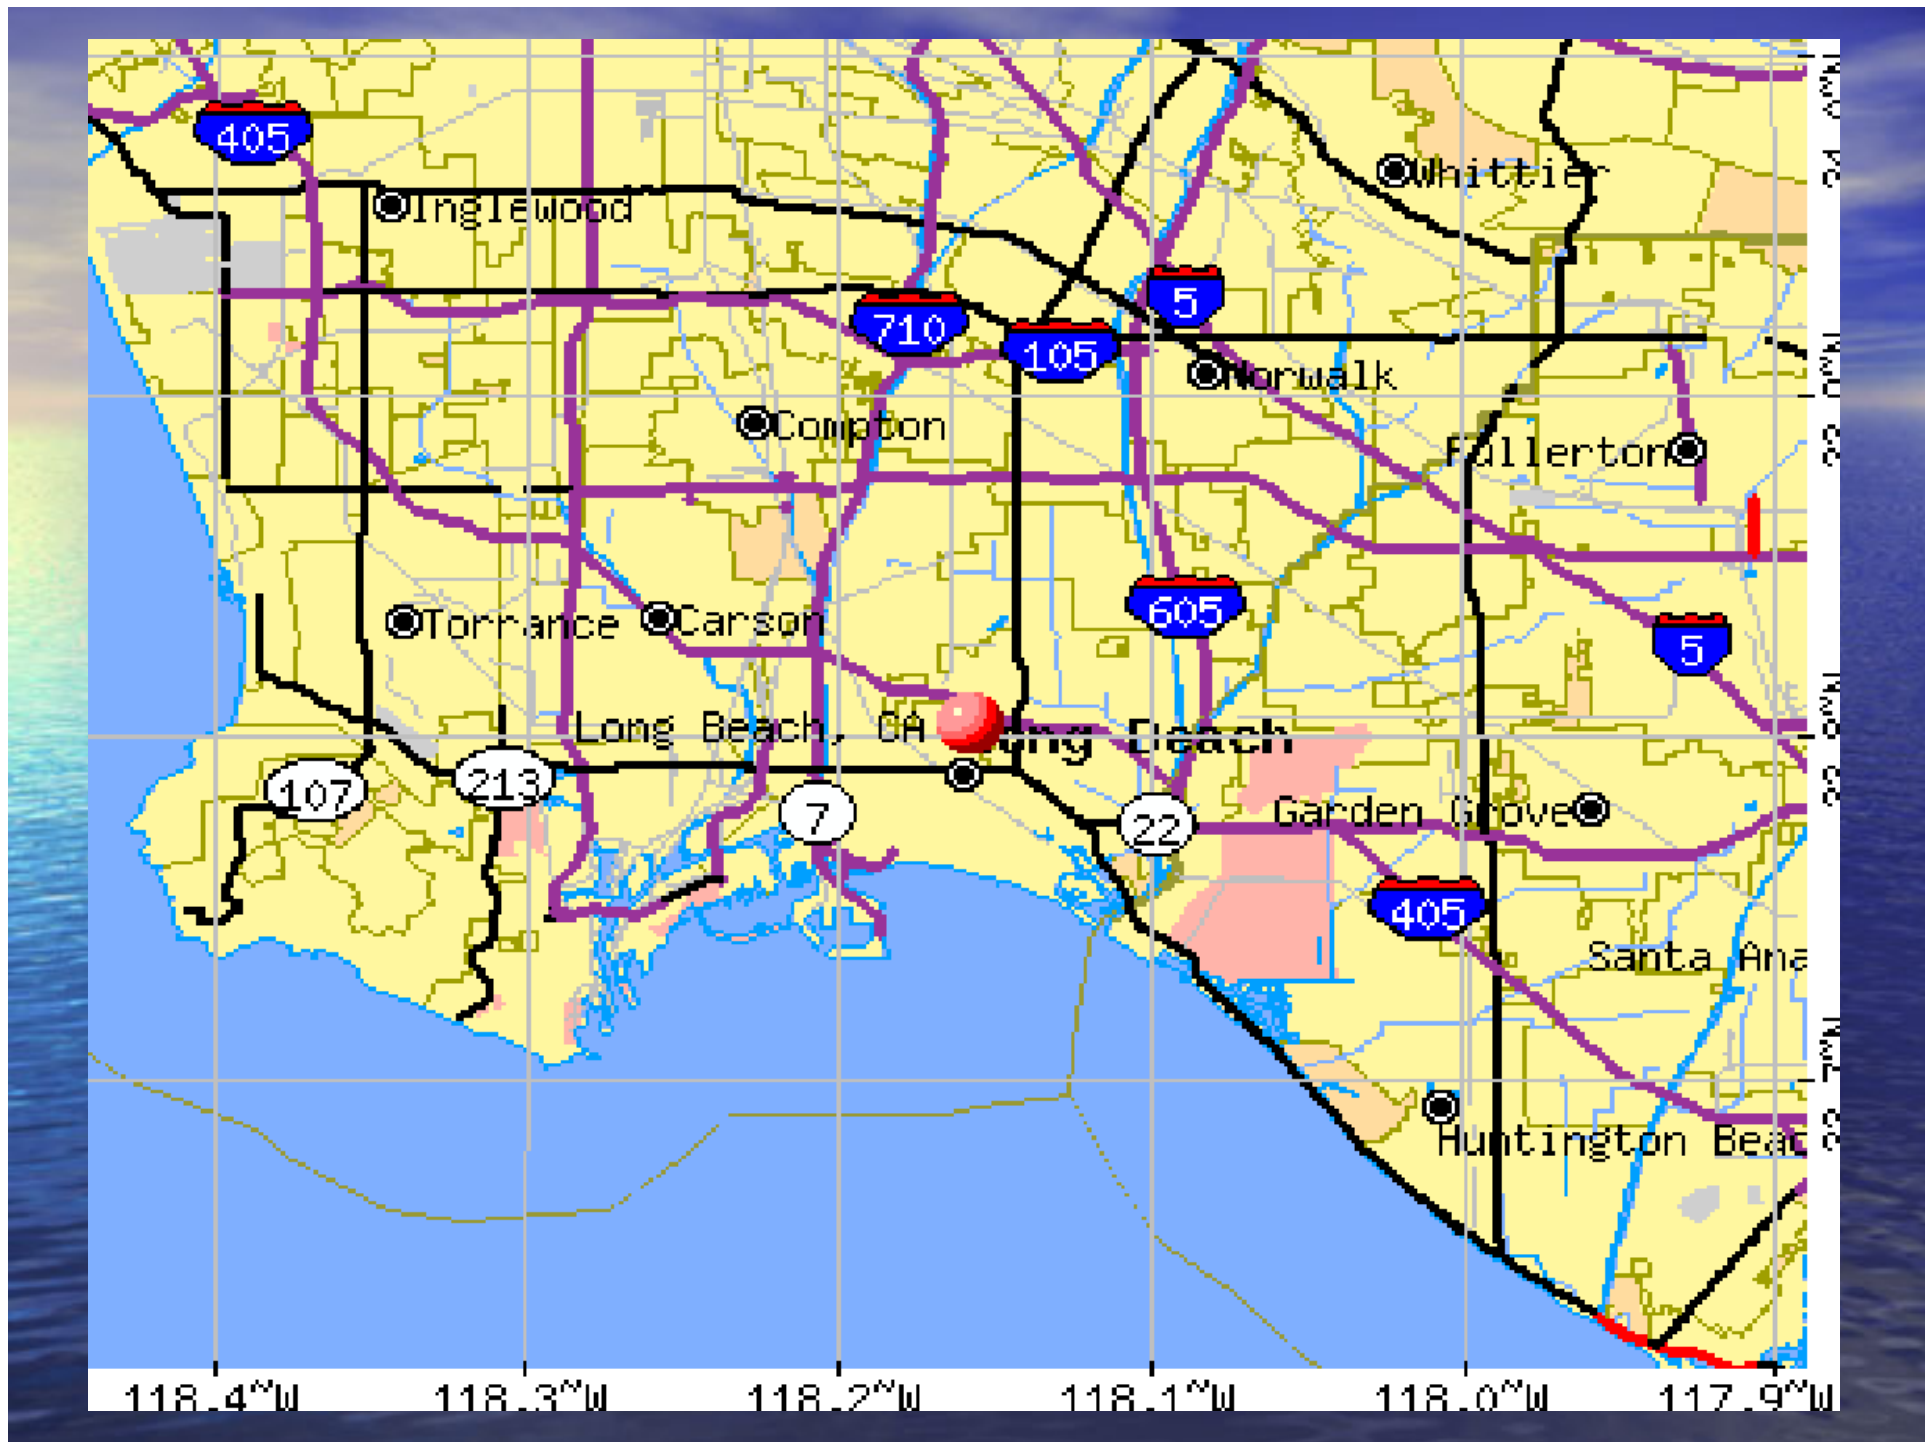 405
Whittier
Inglewood
5
710
105
Norwalk
Compton
Fullerton
605
Torrance
Carson
5
Long Beach, CA
Long Beach
107
213
7
22
Garden Grove
405
Santa Ana
Huntington Beac
118.4~W
118.3~W
118.2~W
118.1~W
118.0~W
117.9~W